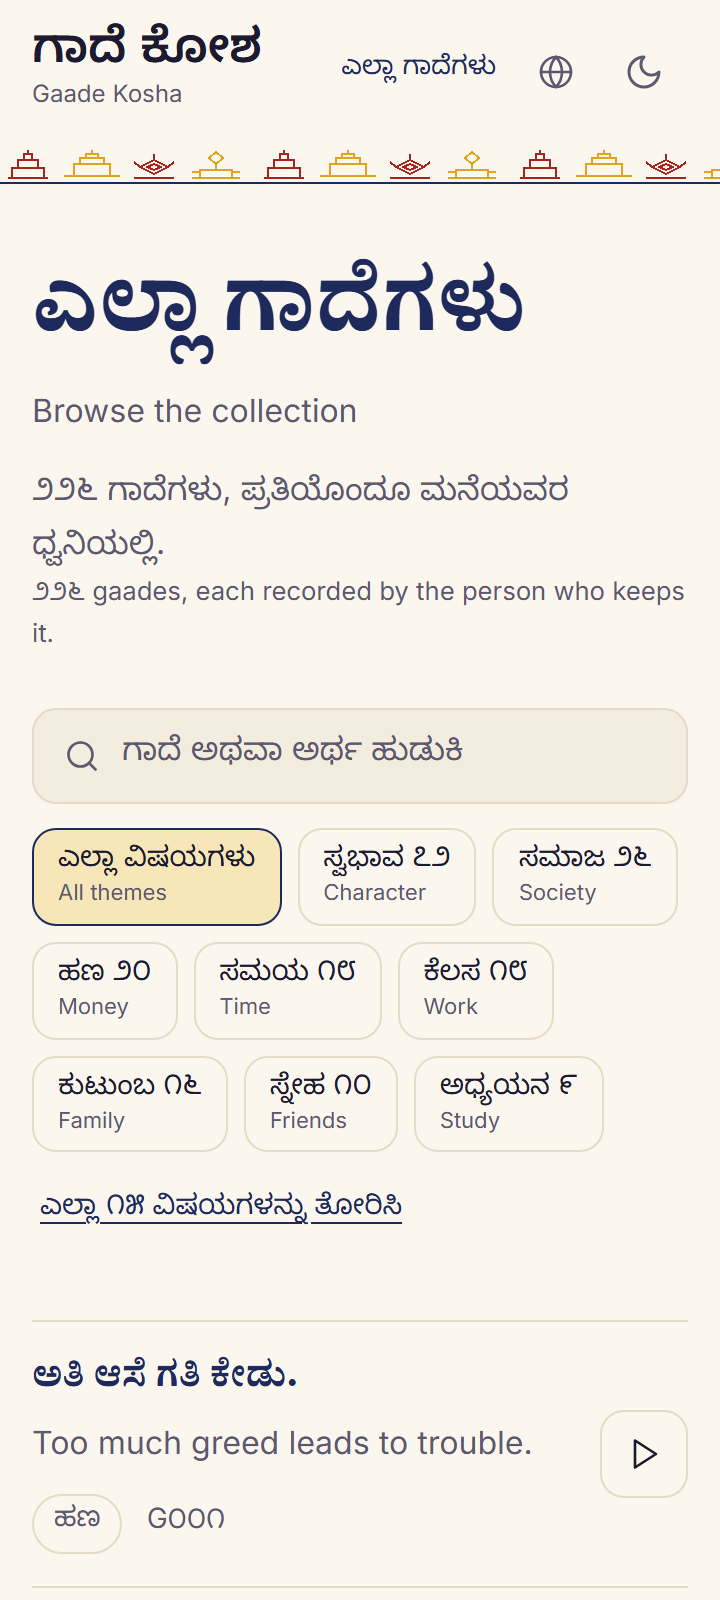 ಗಾದೆ ಕೋಶ
Gaade Kosha
ಎಲ್ಲಾ ಗಾದೆಗಳು
ಎಲ್ಲಾ ಗಾದೆಗಳು
Browse the collection
೨೨೬ ಗಾದೆಗಳು, ಪ್ರತಿಯೊಂದೂ ಮನೆಯವರ
ಧ್ವನಿಯಲ್ಲಿ.
೨೨೬ gaades, each recorded by the person who keeps
it.
ಗಾದೆ ಅಥವಾ ಅರ್ಥ ಹುಡುಕಿ
ಎಲ್ಲಾ ವಿಷಯಗಳು
All themes
ಸ್ವಭಾವ ೭೨
Character
ಸಮಾಜ ೨೬
Society
ಹಣ ೨೦
Money
ಸಮಯ ೧೮
Time
ಕೆಲಸ ೧೮
Work
ಕುಟುಂಬ ೧೬
Family
ಸ್ನೇಹ ೧೦
Friends
ಅಧ್ಯಯನ ೯
Study
ಎಲ್ಲಾ ೧೫ ವಿಷಯಗಳನ್ನು ತೋರಿಸಿ
ಅತಿ ಆಸೆ ಗತಿ ಕೇಡು.
Too much greed leads to trouble.
ಹಣ
G೦೦೧